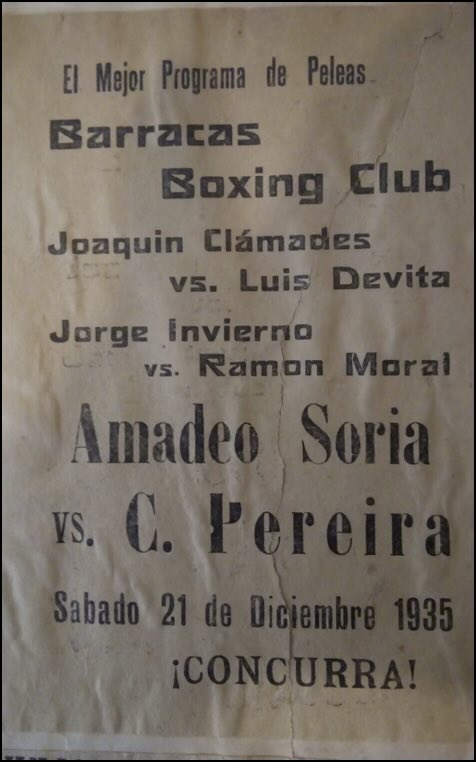 El Mejor Programa de Peleas
Barracas
Boxing Club
Joaquin Clámades
vs. Luis Devita
Jorge Invierno
vs. Ramon Moral
Amadeo Soria
vs. C. Pereira
Sabado 21 de Diciembre 1935
¡CONCURRA!